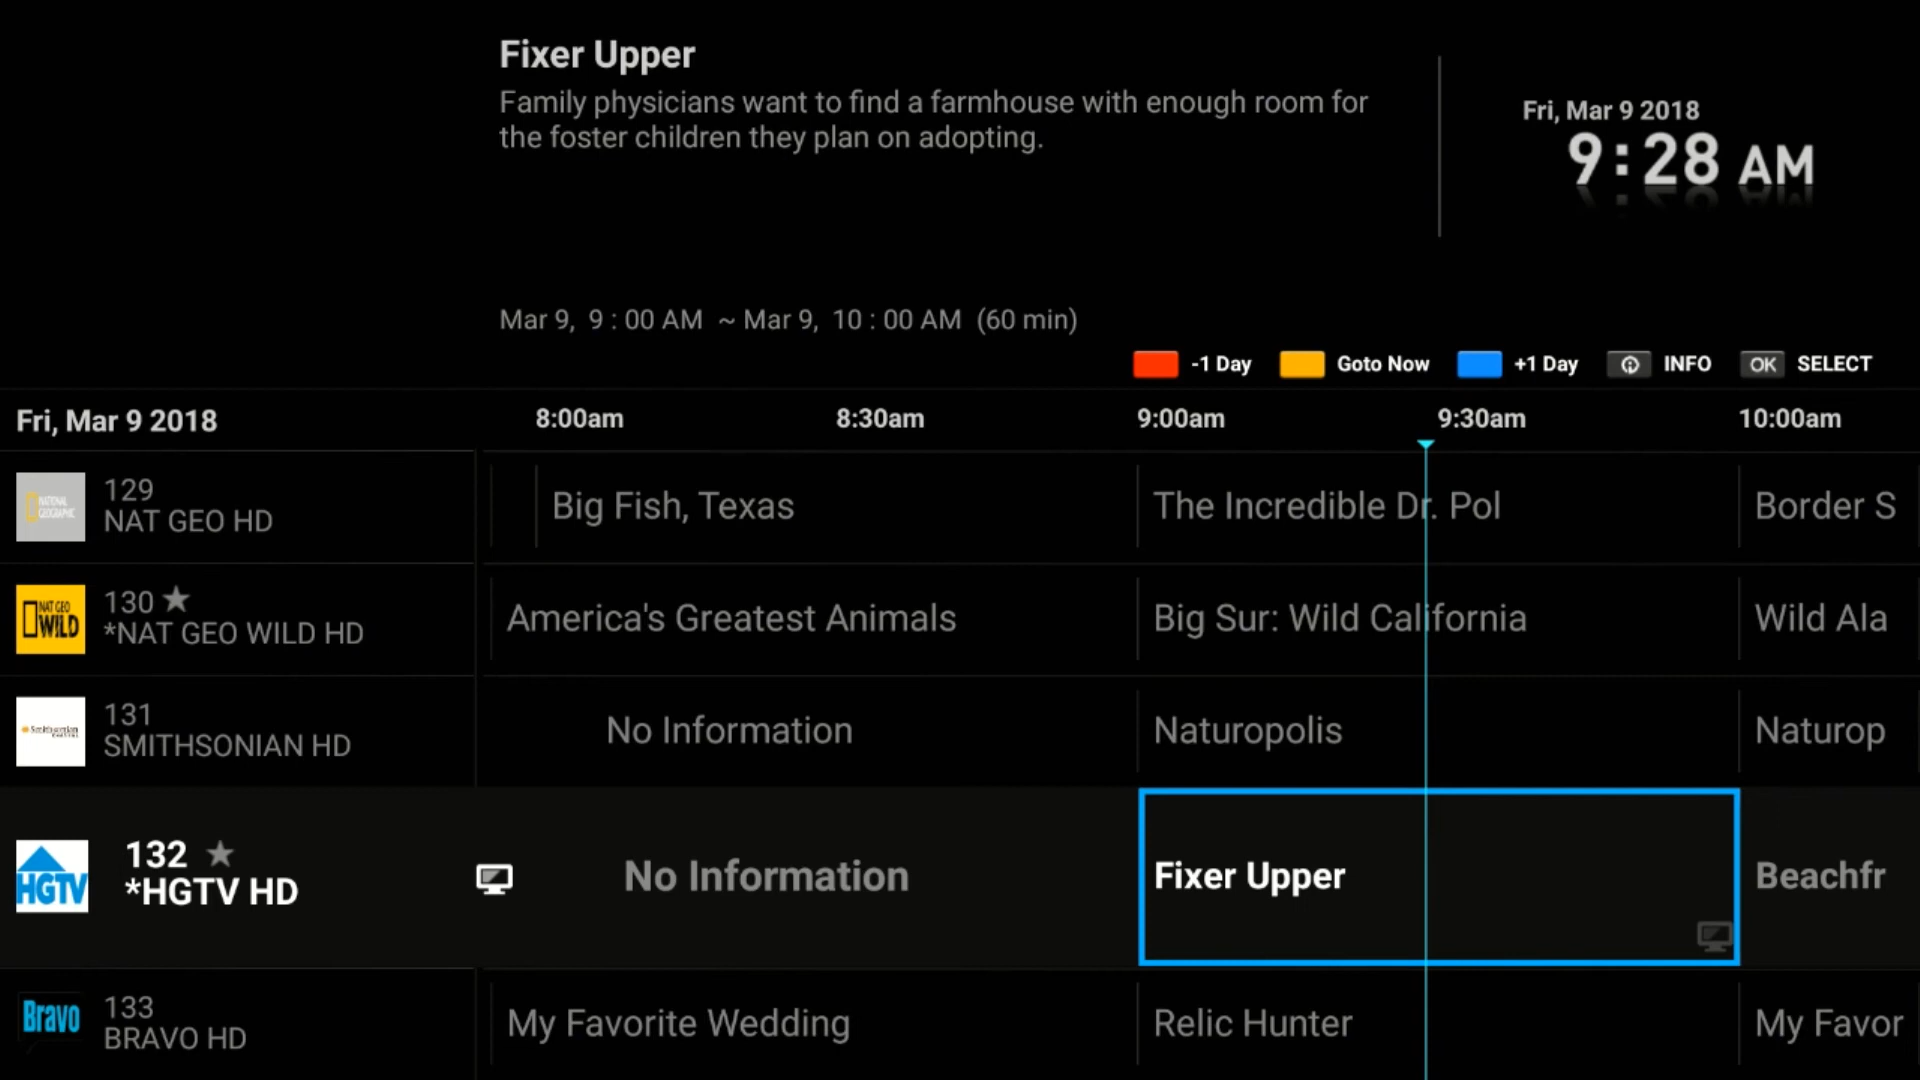 Fixer Upper
Family physicians want to find a farmhouse with enough room for
the foster children they plan on adopting.
Fri, Mar 9 2018
9:28 AM
Mar 9, 9 : 00 AM ~ Mar 9, 10 : 00 AM (60 min)
-1 Day Goto Now +1 Day INFO OK SELECT
Fri, Mar 9 2018 8:00am 8:30am 9:00am 9:30am 10:00am
NATIONAL
GEOGRAPHIC
129
NAT GEO HD
Big Fish, Texas The Incredible Dr. Pol Border S
NAT GEO
WILD
130 ★
*NAT GEO WILD HD
America's Greatest Animals Big Sur: Wild California Wild Ala
Smithsonian
131
SMITHSONIAN HD
No Information Naturopolis Naturop
HGTV
132 ★
*HGTV HD
No Information Fixer Upper Beachfr
Bravo
133
BRAVO HD
My Favorite Wedding Relic Hunter My Favor